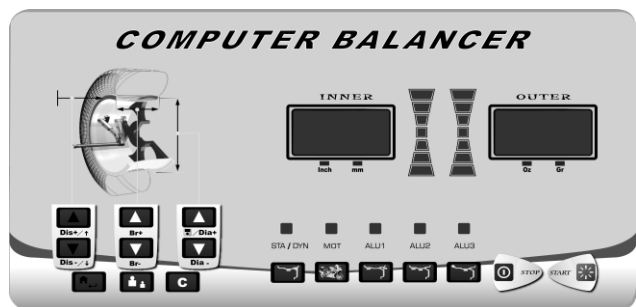 COMPUTER BALANCER
INNER
OUTER
Inch mm
Oz Gr
Dis+/↑ Br+ /Dia+
Dis-/↓ Br- Dia -
C
STA / DYN MOT ALU1 ALU2 ALU3
STOP START